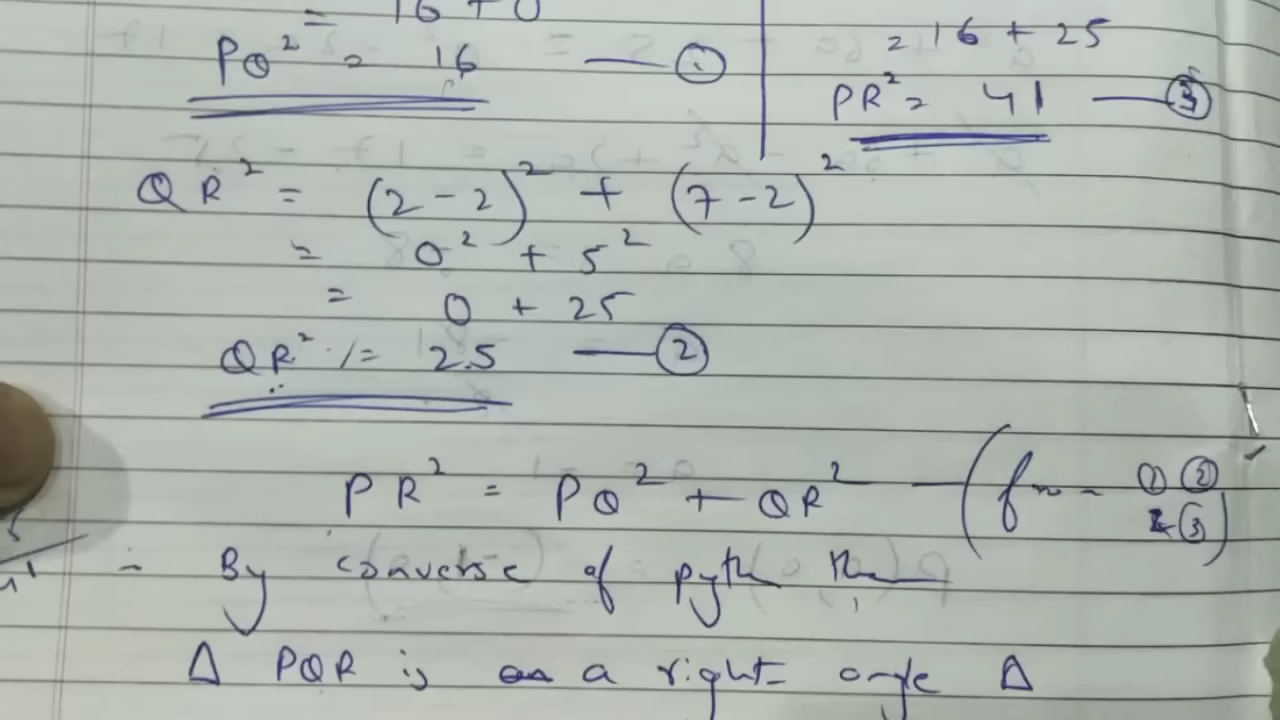 = 16 + 0
PQ² = 16 —— ①
= 16 + 25
PR² = 41 —— ③
QR² = (2 - 2)² + (7 - 2)²
= 0² + 5²
= 0 + 25
QR² = 25 —— ②
PR² = PQ² + QR² — (from ① ②
& ③)
By converse of pyth thm
Δ PQR is a right angle Δ